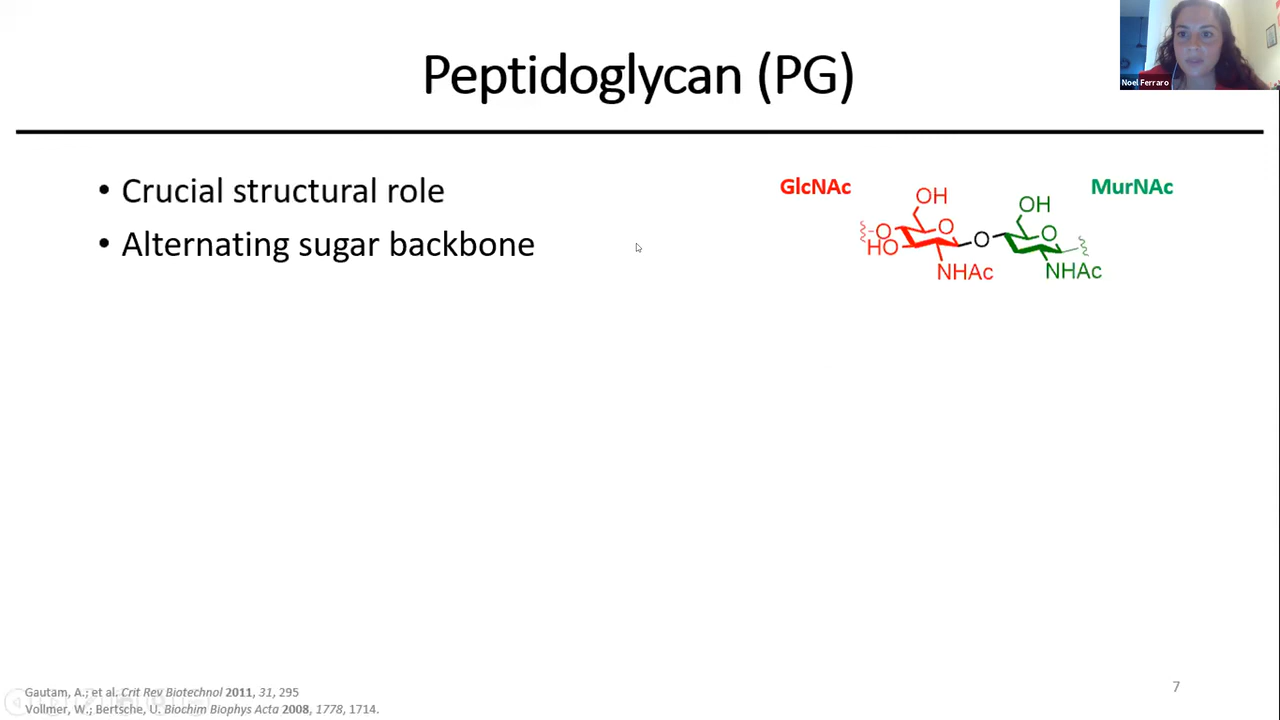 Peptidoglycan (PG)
Noel Ferraro
• Crucial structural role
• Alternating sugar backbone
GlcNAc
MurNAc
OH
OH
O
O
O
O
HO
NHAc
NHAc
Gautam, A.; et al. Crit Rev Biotechnol 2011, 31, 295
Vollmer, W.; Bertsche, U. Biochim Biophys Acta 2008, 1778, 1714.
7